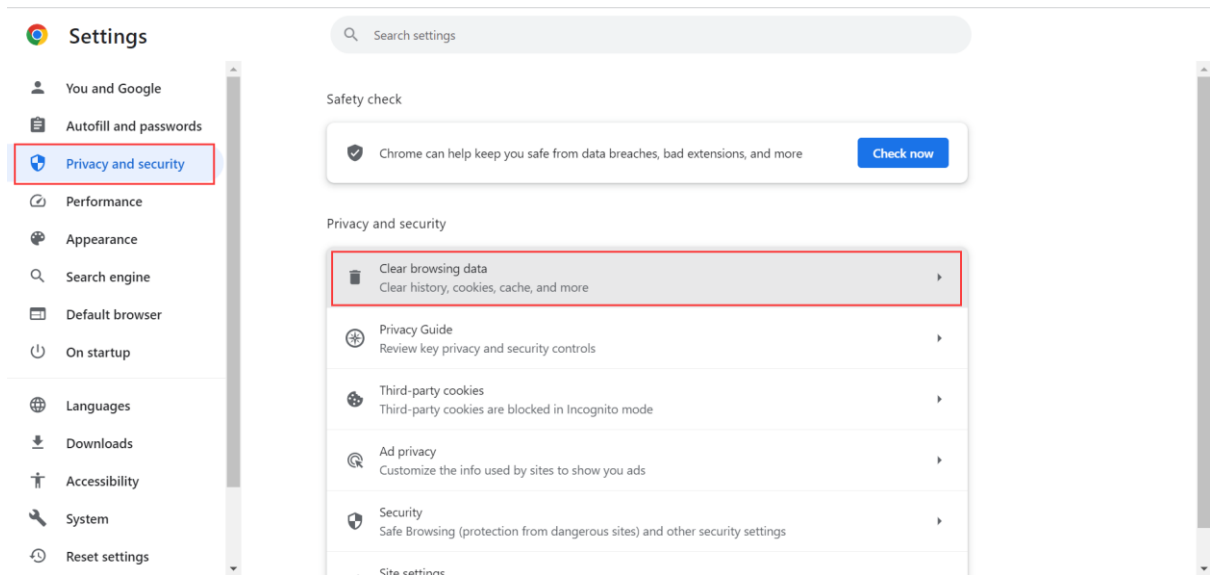 Settings
Search settings
You and Google
Autofill and passwords
Privacy and security
Performance
Appearance
Search engine
Default browser
On startup
Languages
Downloads
Accessibility
System
Reset settings
Safety check
Chrome can help keep you safe from data breaches, bad extensions, and more
Check now
Privacy and security
Clear browsing data
Clear history, cookies, cache, and more
Privacy Guide
Review key privacy and security controls
Third-party cookies
Third-party cookies are blocked in Incognito mode
Ad privacy
Customize the info used by sites to show you ads
Security
Safe Browsing (protection from dangerous sites) and other security settings
Site settings